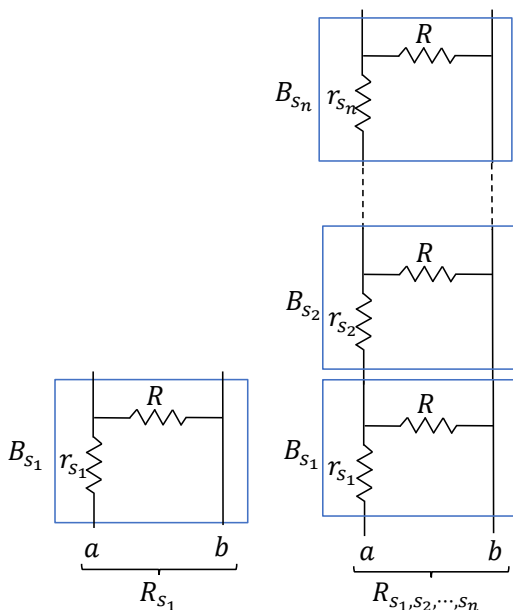 R
B_{s_n} r_{s_n}
R
B_{s_2} r_{s_2}
R
B_{s_1} r_{s_1}
a b
R_{s_1}
R
B_{s_1} r_{s_1}
a b
R_{s_1,s_2,⋯,s_n}